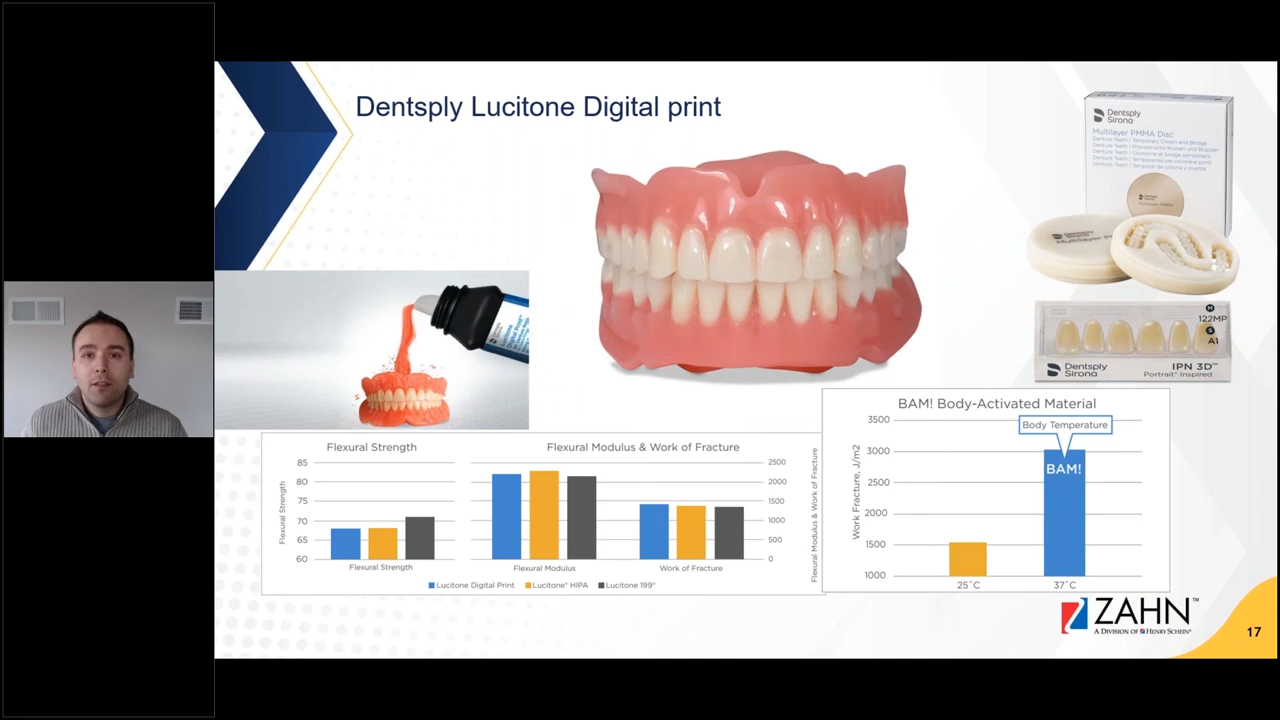 Dentsply Lucitone Digital print
Dentsply
Sirona
Multilayer PMMA Disc
Dentsply
Sirona
122MP
A1
Dentsply
Sirona
IPN 3D™
Portrait® Inspired
Flexural Strength
Flexural Strength
85
80
75
70
65
60
Flexural Strength
Flexural Modulus & Work of Fracture
2500
2000
1500
1000
500
0
Flexural Modulus & Work of Fracture
Flexural Modulus
Work of Fracture
Lucitone Digital Print
Lucitone® HIPA
Lucitone 199®
BAM! Body-Activated Material
Work Fracture, J/m2
3500
3000
2500
2000
1500
1000
Body Temperature
BAM!
25°C
37°C
ZAHN™
A DIVISION OF HENRY SCHEIN®
17